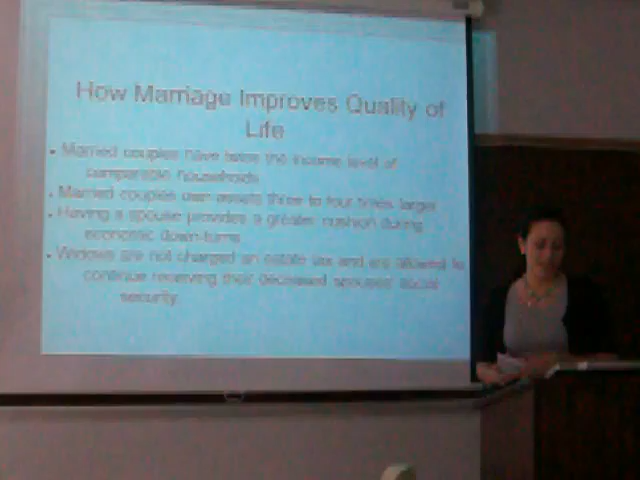 How Marriage Improves Quality of
Life
• Married couples have twice the income level of
comparable households
• Married couples own assets three to four times larger
• Having a spouse provides a greater cushion during
economic down-turns
• Widows are not charged an estate tax and are allowed to
continue receiving their deceased spouses' social
security